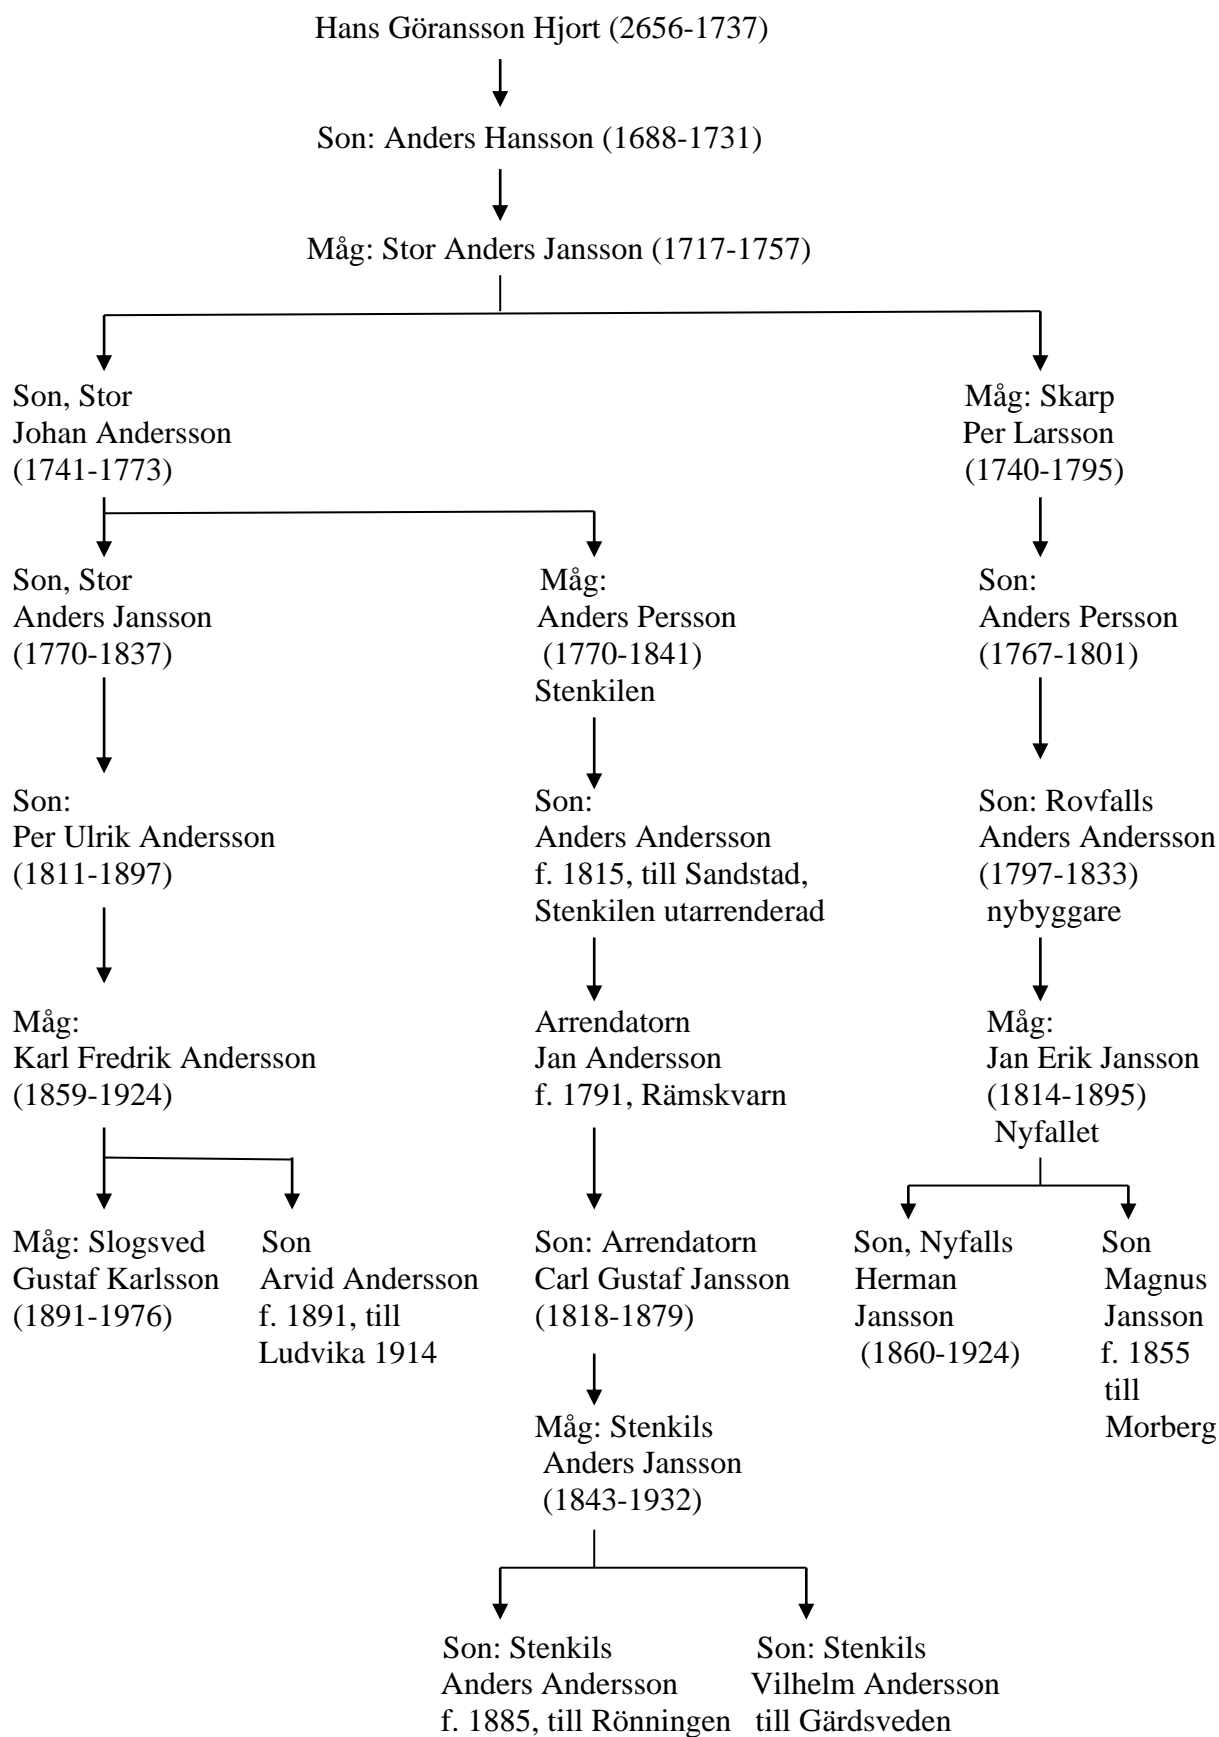 Hans Göransson Hjort (2656-1737)
Son: Anders Hansson (1688-1731)
Måg: Stor Anders Jansson (1717-1757)
Son, Stor
Johan Andersson
(1741-1773)
Måg: Skarp
Per Larsson
(1740-1795)
Son, Stor
Anders Jansson
(1770-1837)
Måg:
Anders Persson
(1770-1841)
Stenkilen
Son:
Anders Persson
(1767-1801)
Son:
Per Ulrik Andersson
(1811-1897)
Son:
Anders Andersson
f. 1815, till Sandstad,
Stenkilen utarrenderad
Son: Rovfalls
Anders Andersson
(1797-1833)
nybyggare
Måg:
Karl Fredrik Andersson
(1859-1924)
Arrendatorn
Jan Andersson
f. 1791, Rämskvarn
Måg:
Jan Erik Jansson
(1814-1895)
Nyfallet
Måg: Slogsved
Gustaf Karlsson
(1891-1976)
Son
Arvid Andersson
f. 1891, till
Ludvika 1914
Son: Arrendatorn
Carl Gustaf Jansson
(1818-1879)
Son, Nyfalls
Herman
Jansson
(1860-1924)
Son
Magnus
Jansson
f. 1855
till
Morberg
Måg: Stenkils
Anders Jansson
(1843-1932)
Son: Stenkils
Anders Andersson
f. 1885, till Rönningen
Son: Stenkils
Vilhelm Andersson
till Gärdsveden